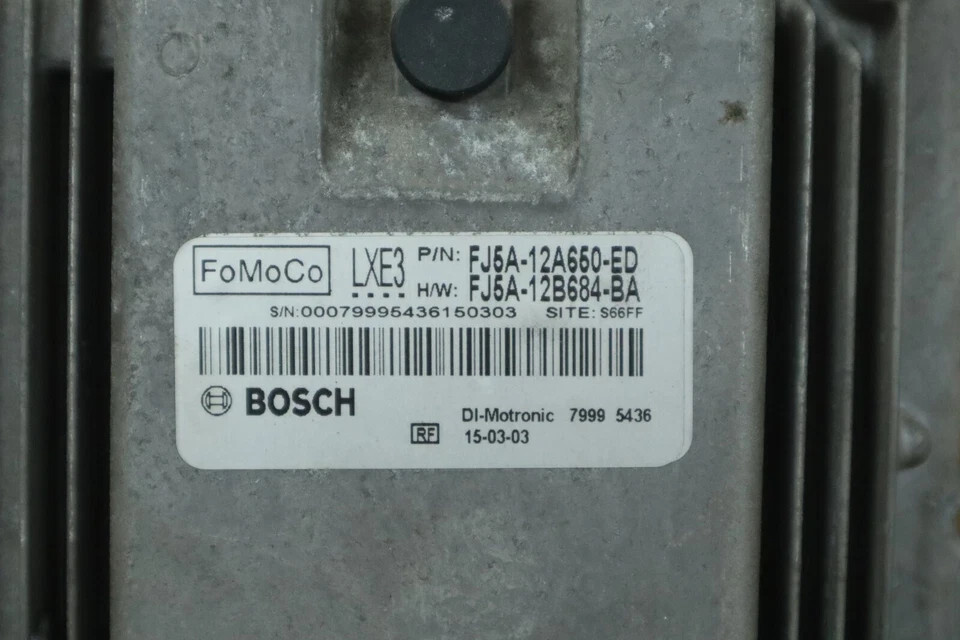 FoMoCo LXE3 P/N: FJ5A-12A650-ED
H/W: FJ5A-12B684-BA
S/N:000799995436150303 SITE: S66FF
BOSCH
DI-Motronic 7999 5436
RF 15-03-03